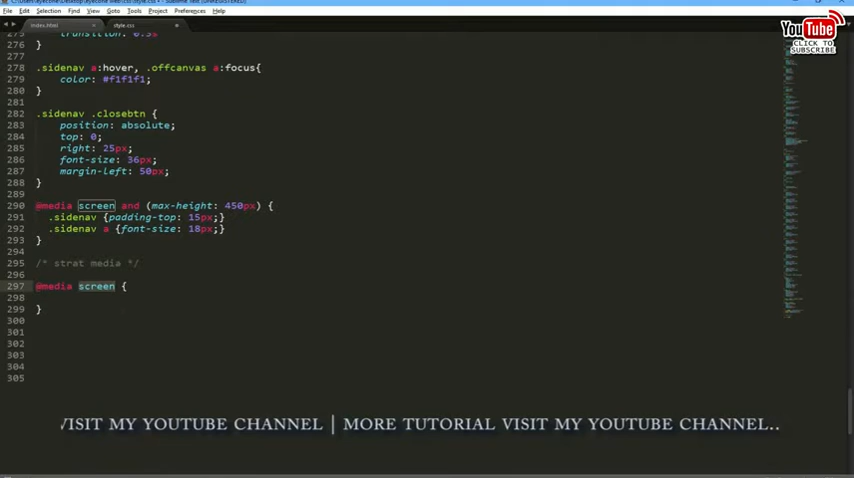 File Edit Selection Find View Goto Tools Project Preferences Help
index.html × style.css
YouTube
CLICK TO
SUBSCRIBE
275 transition: 0.5s
276 }
277
278 .sidenav a:hover, .offcanvas a:focus{
279 color: #f1f1f1;
280 }
281
282 .sidenav .closebtn {
283 position: absolute;
284 top: 0;
285 right: 25px;
286 font-size: 36px;
287 margin-left: 50px;
288 }
289
290 @media screen and (max-height: 450px) {
291 .sidenav {padding-top: 15px;}
292 .sidenav a {font-size: 18px;}
293 }
294
295 /* strat media */
296
297 @media screen {
298
299 }
300
301
302
303
304
305
VISIT MY YOUTUBE CHANNEL | MORE TUTORIAL VISIT MY YOUTUBE CHANNEL..